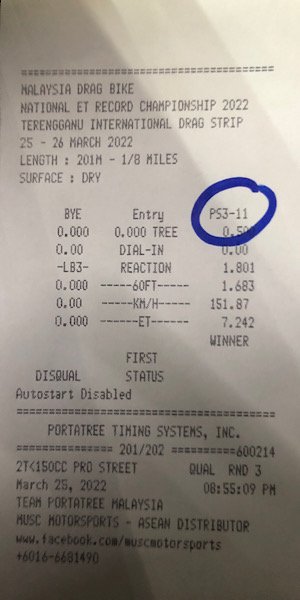 ==========================================
MALAYSIA DRAG BIKE
NATIONAL ET RECORD CHAMPIONSHIP 2022
TERENGGANU INTERNATIONAL DRAG STRIP
25 - 26 MARCH 2022
LENGTH : 201M - 1/8 MILES
SURFACE : DRY
BYE Entry PS3-11
0.000 0.000 TREE
0.00 DIAL-IN 0.00
-LB3- REACTION 1.801
0.000 ------60FT------ 1.683
0.00 ------KM/H------ 151.87
0.000 -------ET------- 7.242
WINNER
FIRST
DISQUAL STATUS
Autostart Disabled
==========================================
PORTATREE TIMING SYSTEMS, INC.
=============== 201/202 ==========600214
2T<150CC PRO STREET QUAL RND 3
March 25, 2022 08:55:09 PM
TEAM PORTATREE MALAYSIA
MUSC MOTORSPORTS - ASEAN DISTRIBUTOR
www.facebook.com/muscmotorsports
+6016-6681490